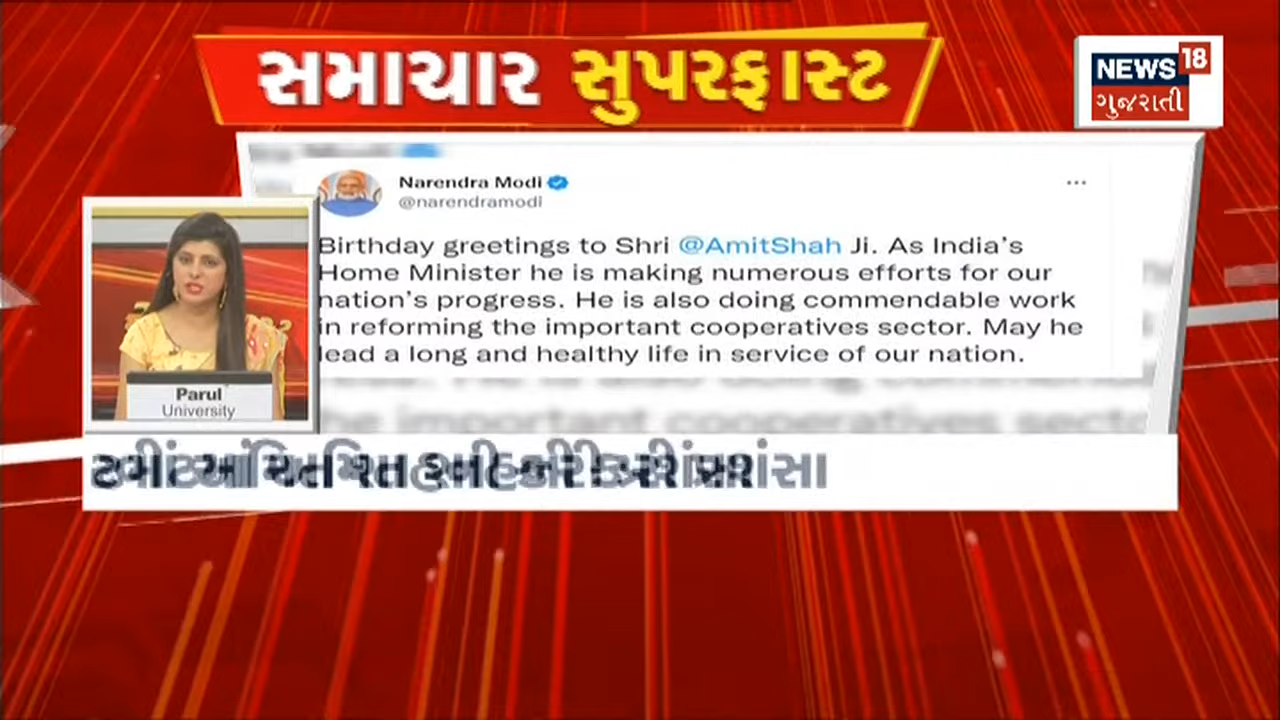 સમાચાર સુપરફાસ્ટ
NEWS 18
ગુજરાતી
Narendra Modi
@narendramodi
Birthday greetings to Shri @AmitShah Ji. As India's
Home Minister he is making numerous efforts for our
nation's progress. He is also doing commendable work
in reforming the important cooperatives sector. May he
lead a long and healthy life in service of our nation.
Parul
University